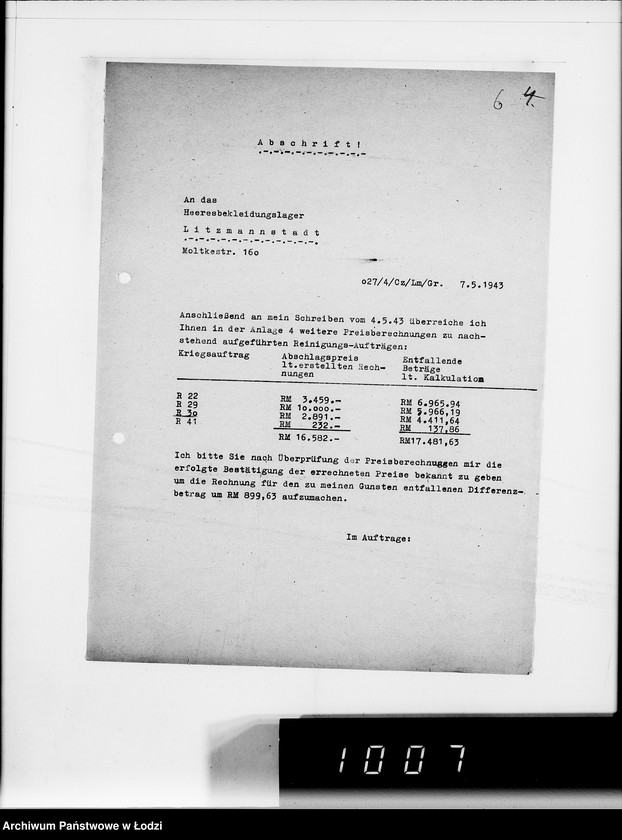 6 4.
Abschrift!
An das
Heeresbekleidungslager
Litzmannstadt
Moltkestr. 16o
o27/4/Cz/Lm/Gr. 7.5.1943
Anschließend an mein Schreiben vom 4.5.43 überreiche ich
Ihnen in der Anlage 4 weitere Preisberechnungen zu nach-
stehend aufgeführten Reinigungs-Aufträgen:
Kriegsauftrag Abschlagspreis Entfallende
lt.erstellten Rech- Beträge
nungen lt. Kalkulation
R 22 RM 3.459.- RM 6.965.94
R 29 RM 1o.ooo.- RM 5.966,19
R 3o RM 2.891.- RM 4.411,64
R 41 RM 232.- RM 137,86
RM 16.582.- RM17.481,63
Ich bitte Sie nach Überprüfung der Preisberechnuggen mir die
erfolgte Bestätigung der errechneten Preise bekannt zu geben
um die Rechnung für den zu meinen Gunsten entfallenen Differenz-
betrag um RM 899,63 aufzumachen.
Im Auftrage:
1007
Archiwum Państwowe w Łodzi